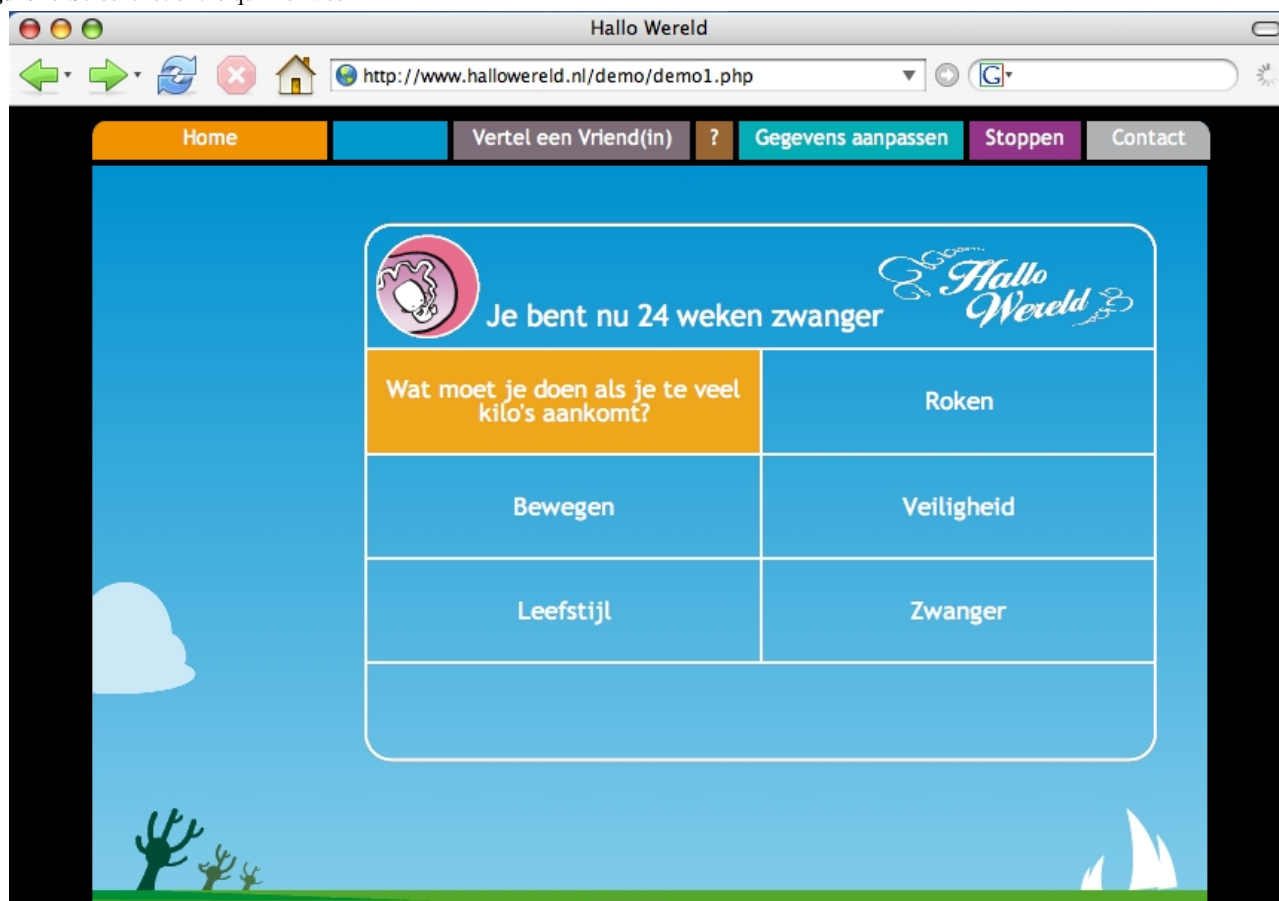 Hallo Wereld
http://www.hallowereld.nl/demo/demo1.php
G
Home
Vertel een Vriend(in)
?
Gegevens aanpassen
Stoppen
Contact
Hallo
Wereld
Je bent nu 24 weken zwanger
Wat moet je doen als je te veel
kilo's aankomt?
Roken
Bewegen
Veiligheid
Leefstijl
Zwanger